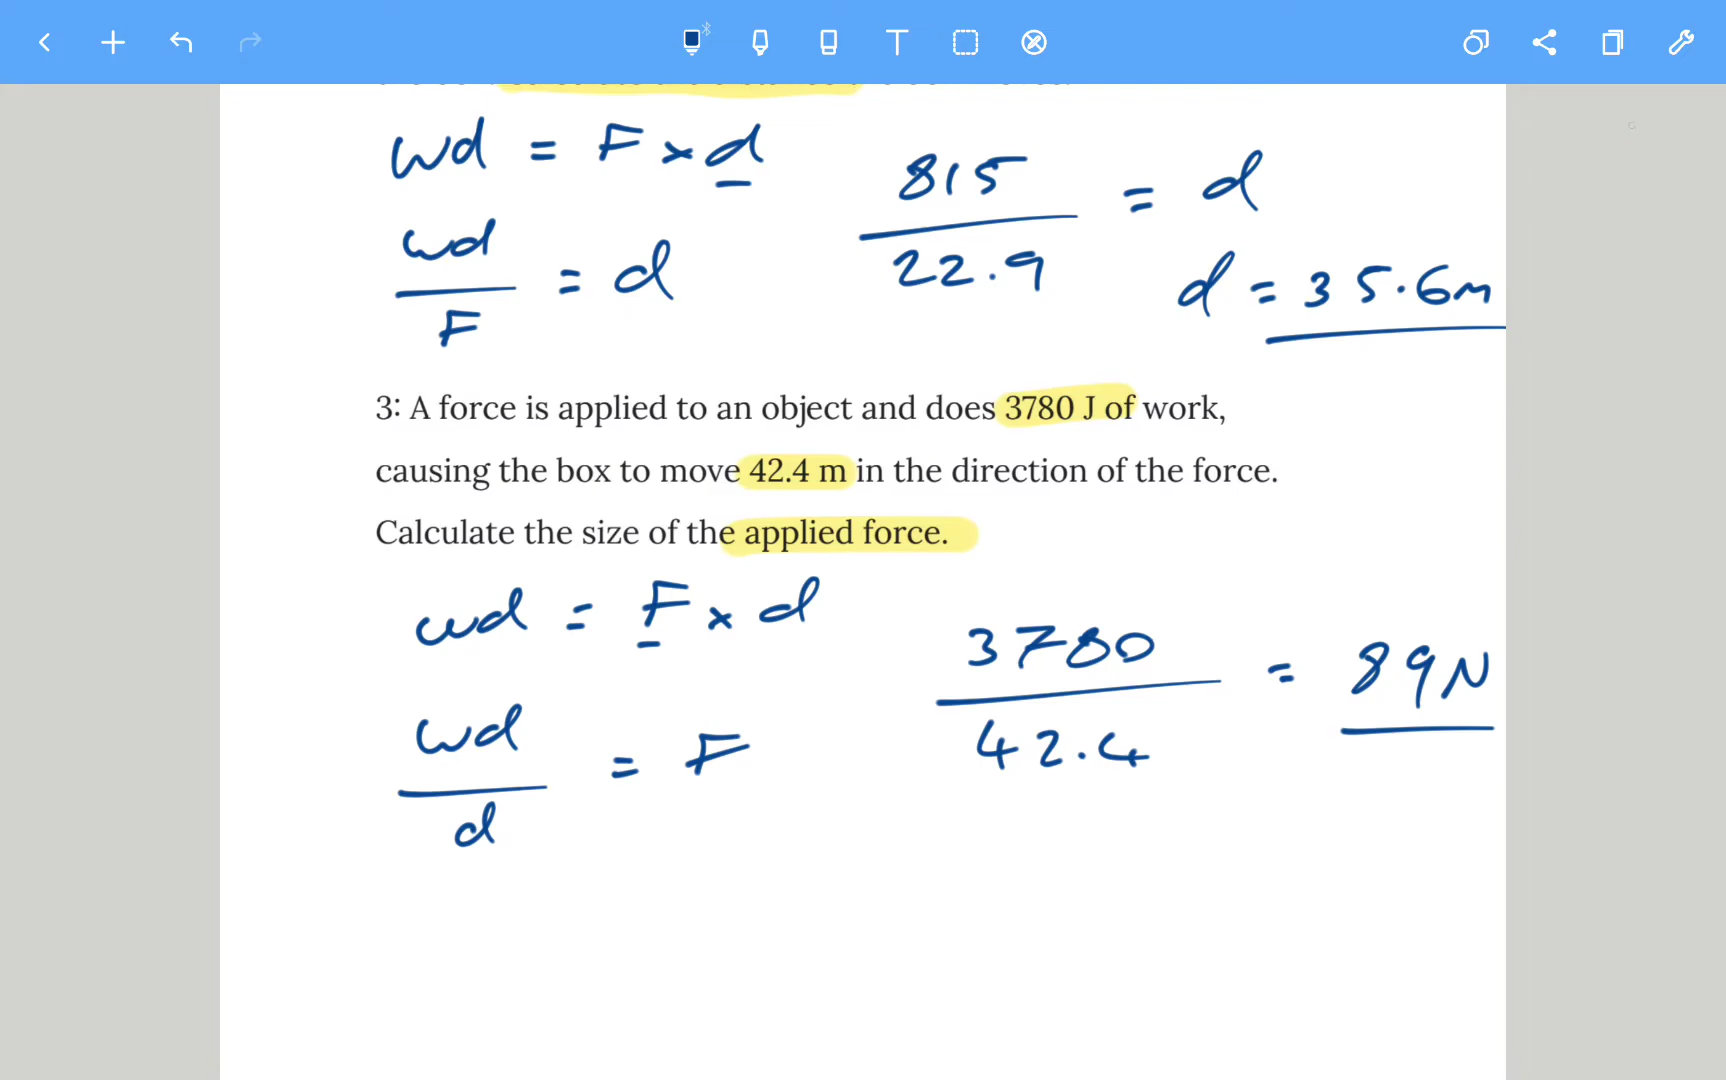 wd = F × d
815 / 22.9 = d
wd / F = d
d = 35.6m
3: A force is applied to an object and does 3780 J of work,
causing the box to move 42.4 m in the direction of the force.
Calculate the size of the applied force.
wd = F × d
3780 / 42.4 = 89N
wd / d = F